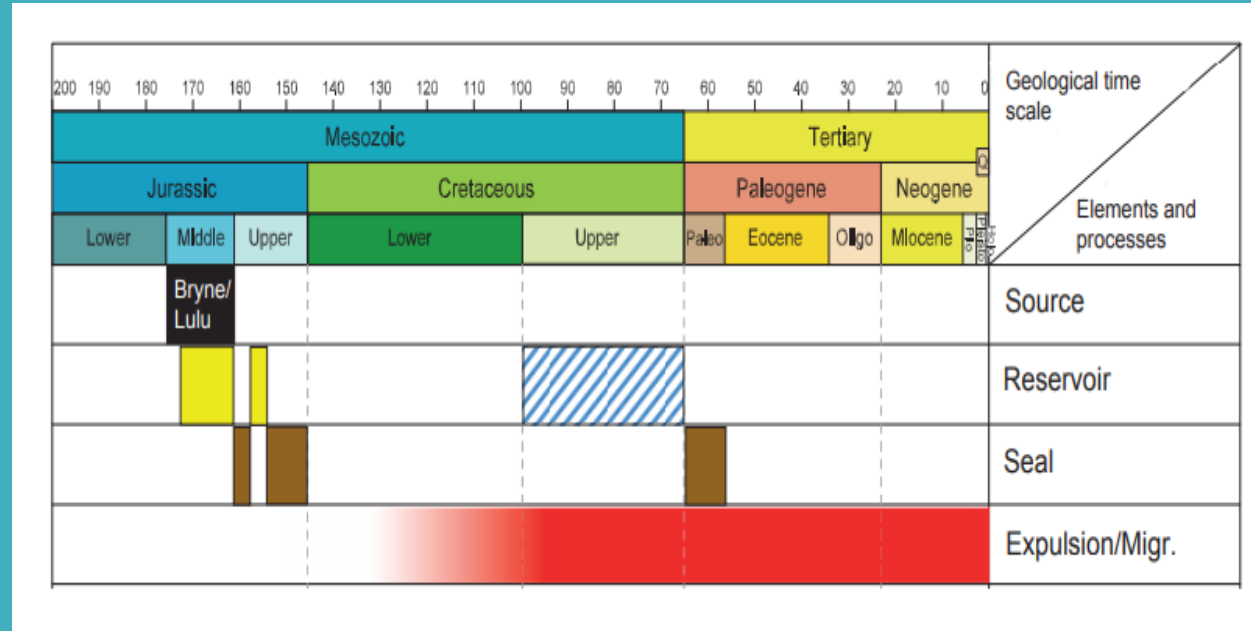 200 190 180 170 160 150 140 130 120 110 100 90 80 70 60 50 40 30 20 10 0
Geological time
scale
Mesozoic Tertiary
Q
Jurassic Cretaceous Paleogene Neogene
Elements and
processes
Lower Middle Upper Lower Upper Paleo Eocene Oligo Miocene Plio Pleisto
Bryne/
Lulu
Source
Reservoir
Seal
Expulsion/Migr.